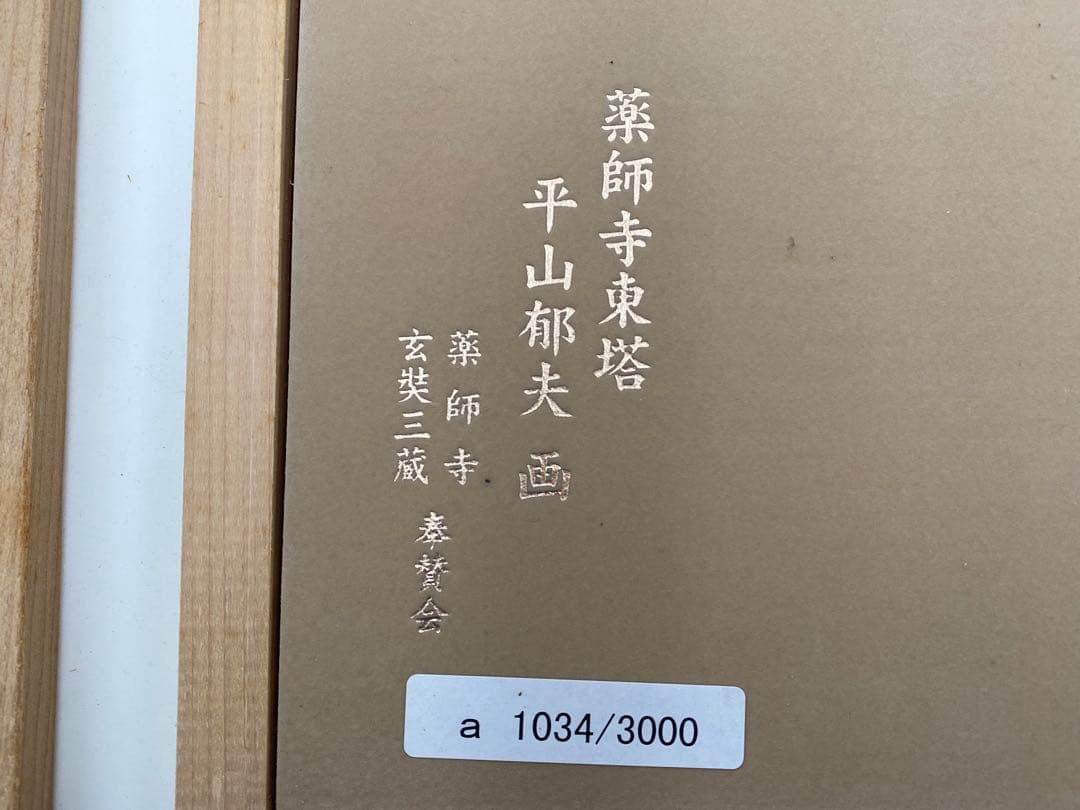 薬師寺東塔
平山郁夫 画
薬師寺
玄奘三蔵
奉賛会
a 1034/3000